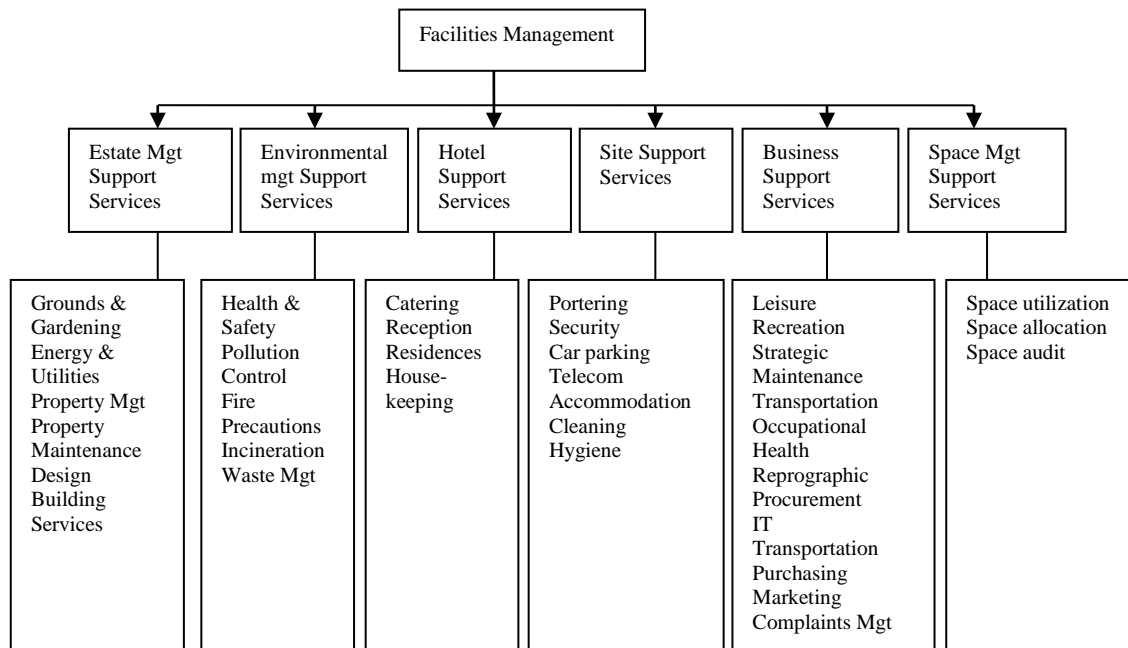 Facilities Management
Estate Mgt
Support
Services
Environmental
mgt Support
Services
Hotel
Support
Services
Site Support
Services
Business
Support
Services
Space Mgt
Support
Services
Grounds &
Gardening
Energy &
Utilities
Property Mgt
Property
Maintenance
Design
Building
Services
Health &
Safety
Pollution
Control
Fire
Precautions
Incineration
Waste Mgt
Catering
Reception
Residences
House-
keeping
Portering
Security
Car parking
Telecom
Accommodation
Cleaning
Hygiene
Leisure
Recreation
Strategic
Maintenance
Transportation
Occupational
Health
Reprographic
Procurement
IT
Transportation
Purchasing
Marketing
Complaints Mgt
Space utilization
Space allocation
Space audit